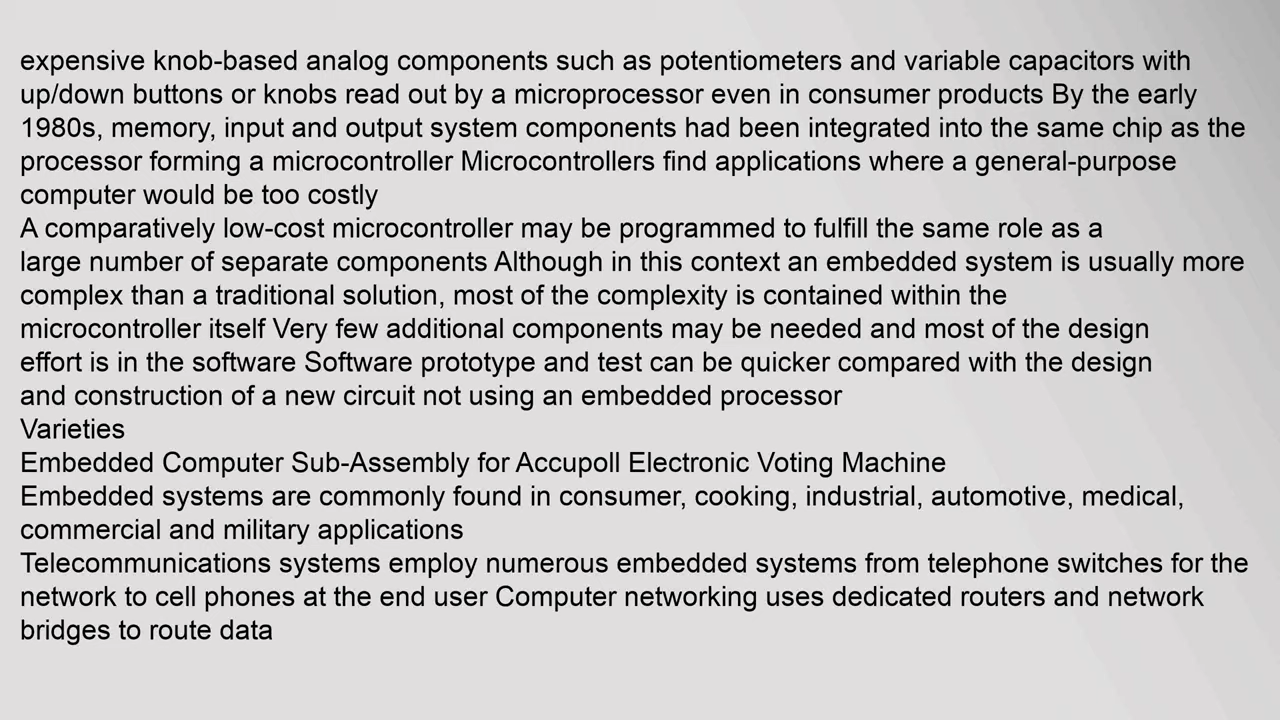 expensive knob-based analog components such as potentiometers and variable capacitors with
up/down buttons or knobs read out by a microprocessor even in consumer products By the early
1980s, memory, input and output system components had been integrated into the same chip as the
processor forming a microcontroller Microcontrollers find applications where a general-purpose
computer would be too costly
A comparatively low-cost microcontroller may be programmed to fulfill the same role as a
large number of separate components Although in this context an embedded system is usually more
complex than a traditional solution, most of the complexity is contained within the
microcontroller itself Very few additional components may be needed and most of the design
effort is in the software Software prototype and test can be quicker compared with the design
and construction of a new circuit not using an embedded processor
Varieties
Embedded Computer Sub-Assembly for Accupoll Electronic Voting Machine
Embedded systems are commonly found in consumer, cooking, industrial, automotive, medical,
commercial and military applications
Telecommunications systems employ numerous embedded systems from telephone switches for the
network to cell phones at the end user Computer networking uses dedicated routers and network
bridges to route data